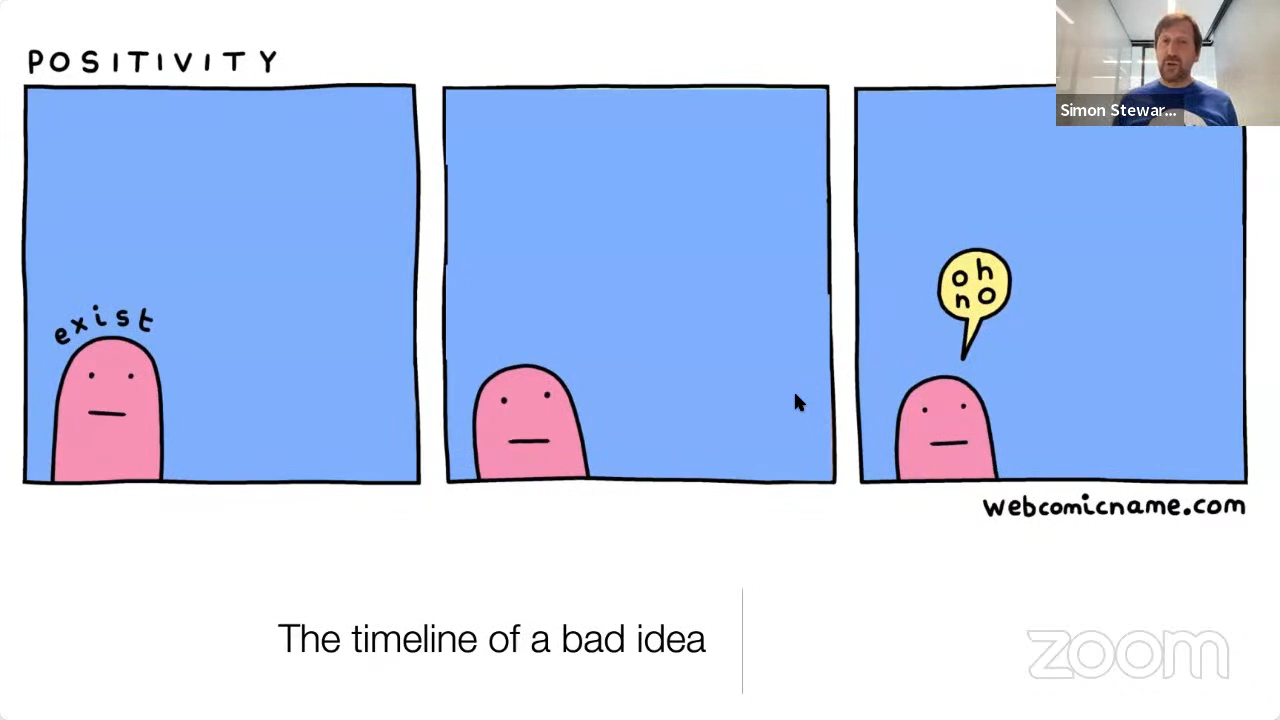 POSITIVITY
Simon Stewar...
exist
oh
no
webcomicname.com
The timeline of a bad idea
zoom